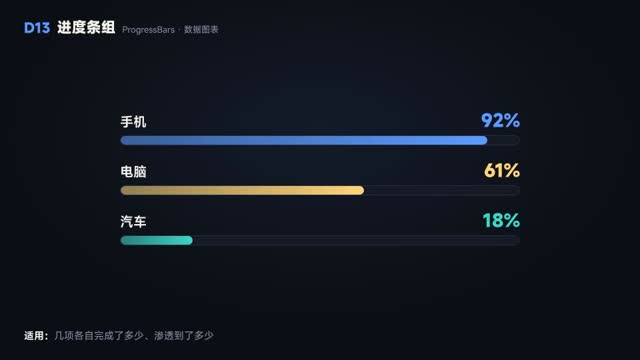 D13 进度条组 ProgressBars · 数据图表
手机 92%
电脑 61%
汽车 18%
适用：几项各自完成了多少、渗透到了多少